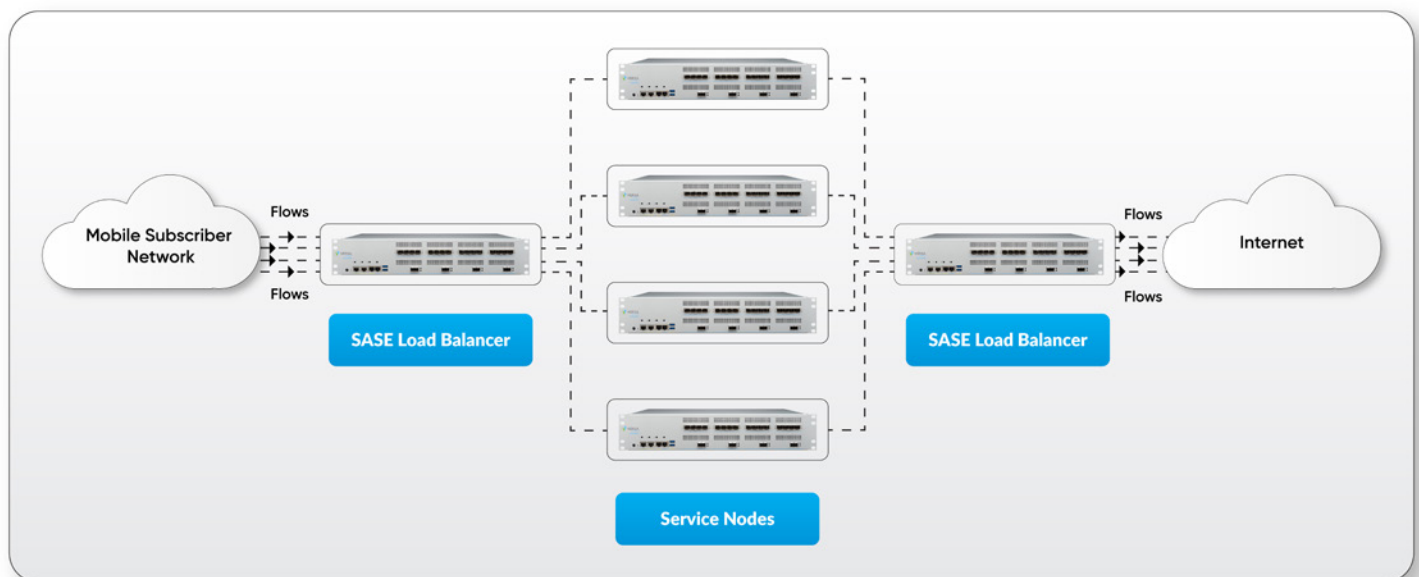 Flows
Mobile Subscriber
Network
Flows
SASE Load Balancer
Flows
Internet
Flows
SASE Load Balancer
Service Nodes